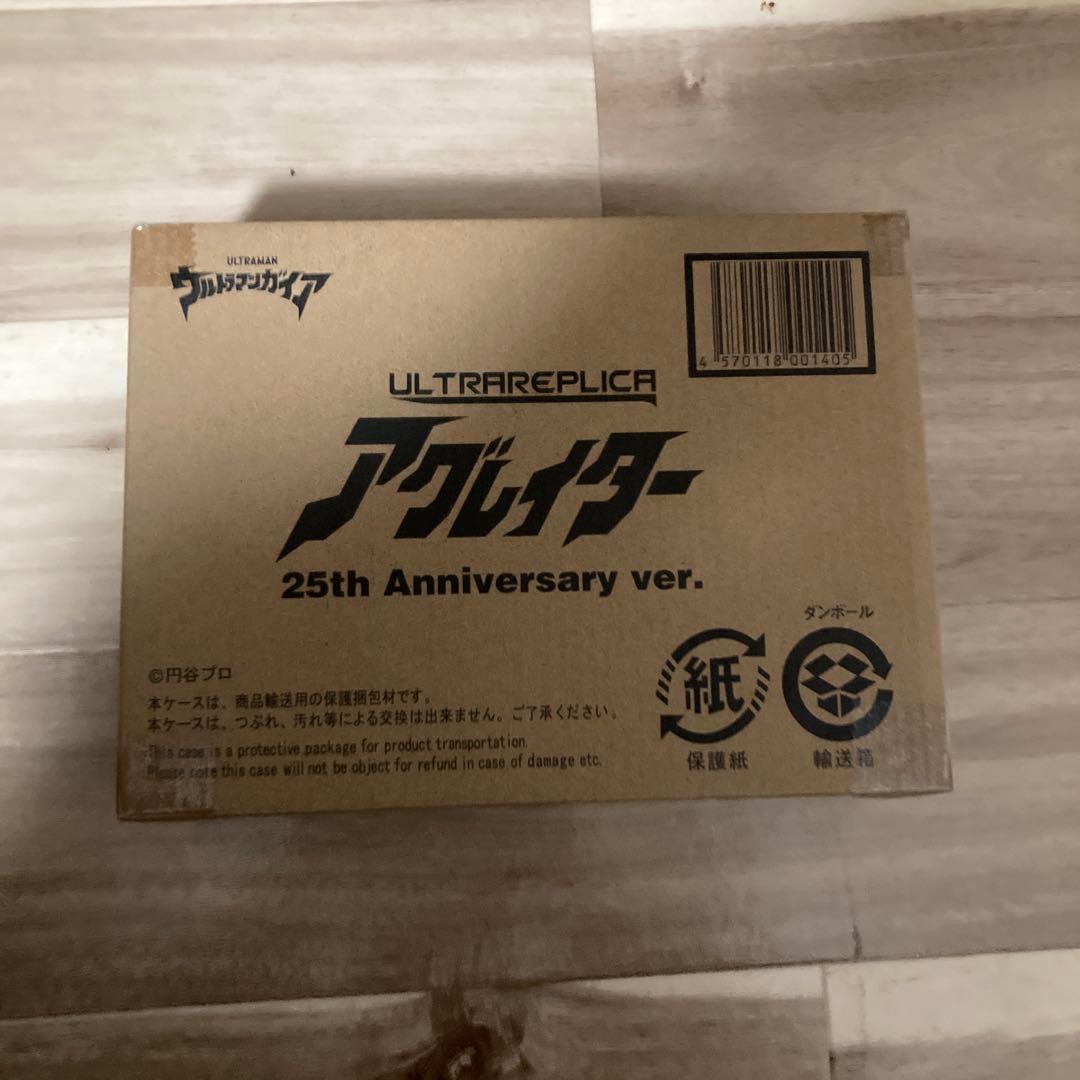 ULTRAMAN
ウルトラマンガイア
4 570118 001405
ULTRAREPLICA
アグレイター
25th Anniversary ver.
ダンボール
紙
保護紙
輸送箱
©円谷プロ
本ケースは、商品輸送用の保護梱包材です。
本ケースは、つぶれ、汚れ等による交換は出来ません。ご了承ください。
This case is a protective package for product transportation.
Please note this case will not be object for refund in case of damage etc.